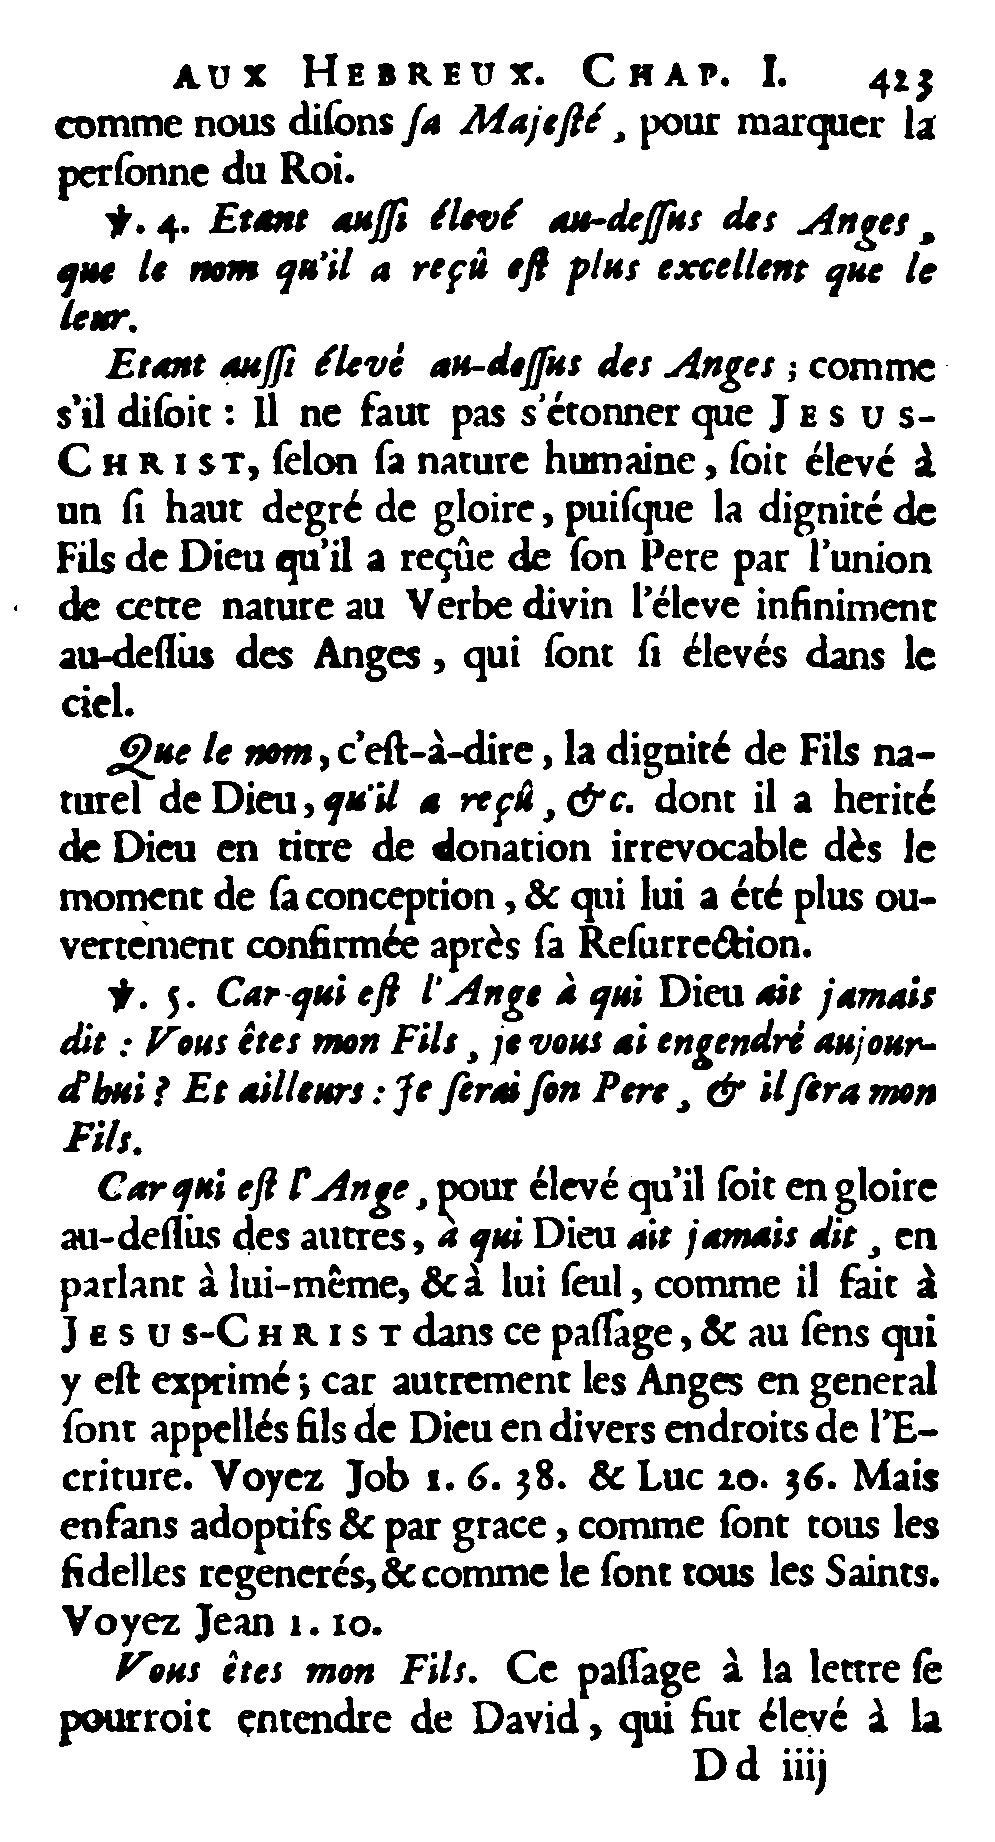 AUX HEBREUX. CHAP. I. 423
comme nous diſons ſa Majeſté, pour marquer la
perſonne du Roi.
℣. 4. Etant auſſi élevé au-deſſus des Anges,
que le nom qu'il a reçû eſt plus excellent que le
leur.
Etant auſſi élevé au-deſſus des Anges; comme
s'il diſoit: Il ne faut pas s'étonner que JESUS-
CHRIST, ſelon ſa nature humaine, ſoit élevé à
un ſi haut degré de gloire, puiſque la dignité de
Fils de Dieu qu'il a reçûe de ſon Pere par l'union
de cette nature au Verbe divin l'éleve infiniment
au-deſſus des Anges, qui ſont ſi élevés dans le
ciel.
Que le nom, c'eſt-à-dire, la dignité de Fils na-
turel de Dieu, qu'il a reçû, &c. dont il a herité
de Dieu en titre de donation irrevocable dès le
moment de ſa conception, & qui lui a été plus ou-
vertement confirmée après ſa Reſurrection.
℣. 5. Car qui eſt l'Ange à qui Dieu ait jamais
dit: Vous êtes mon Fils, je vous ai engendré aujour-
d'hui? Et ailleurs: Je ſerai ſon Pere, & il ſera mon
Fils.
Car qui eſt l'Ange, pour élevé qu'il ſoit en gloire
au-deſſus des autres, à qui Dieu ait jamais dit, en
parlant à lui-même, & à lui ſeul, comme il fait à
JESUS-CHRIST dans ce paſſage, & au ſens qui
y eſt exprimé; car autrement les Anges en general
ſont appellés fils de Dieu en divers endroits de l'E-
criture. Voyez Job 1. 6. 38. & Luc 20. 36. Mais
enfans adoptifs & par grace, comme ſont tous les
fidelles regenerés, & comme le ſont tous les Saints.
Voyez Jean 1. 10.
Vous êtes mon Fils. Ce paſſage à la lettre ſe
pourroit entendre de David, qui fut élevé à la
Dd iiij